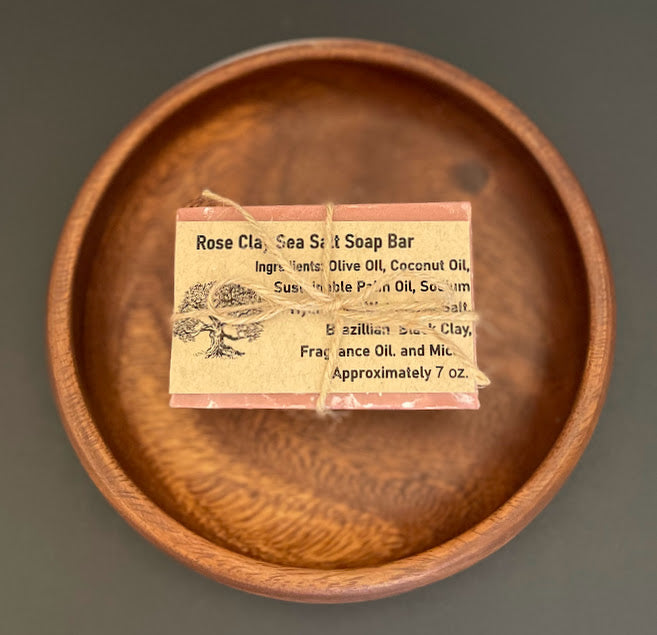 Rose Clay Sea Salt Soap Bar
Ingredients: Olive OIl, Coconut Oil,
Sustainable Palm Oil, Sodium
Salt,
Brazillian Black Clay,
Fragrance Oil. and
Approximately 7 oz.